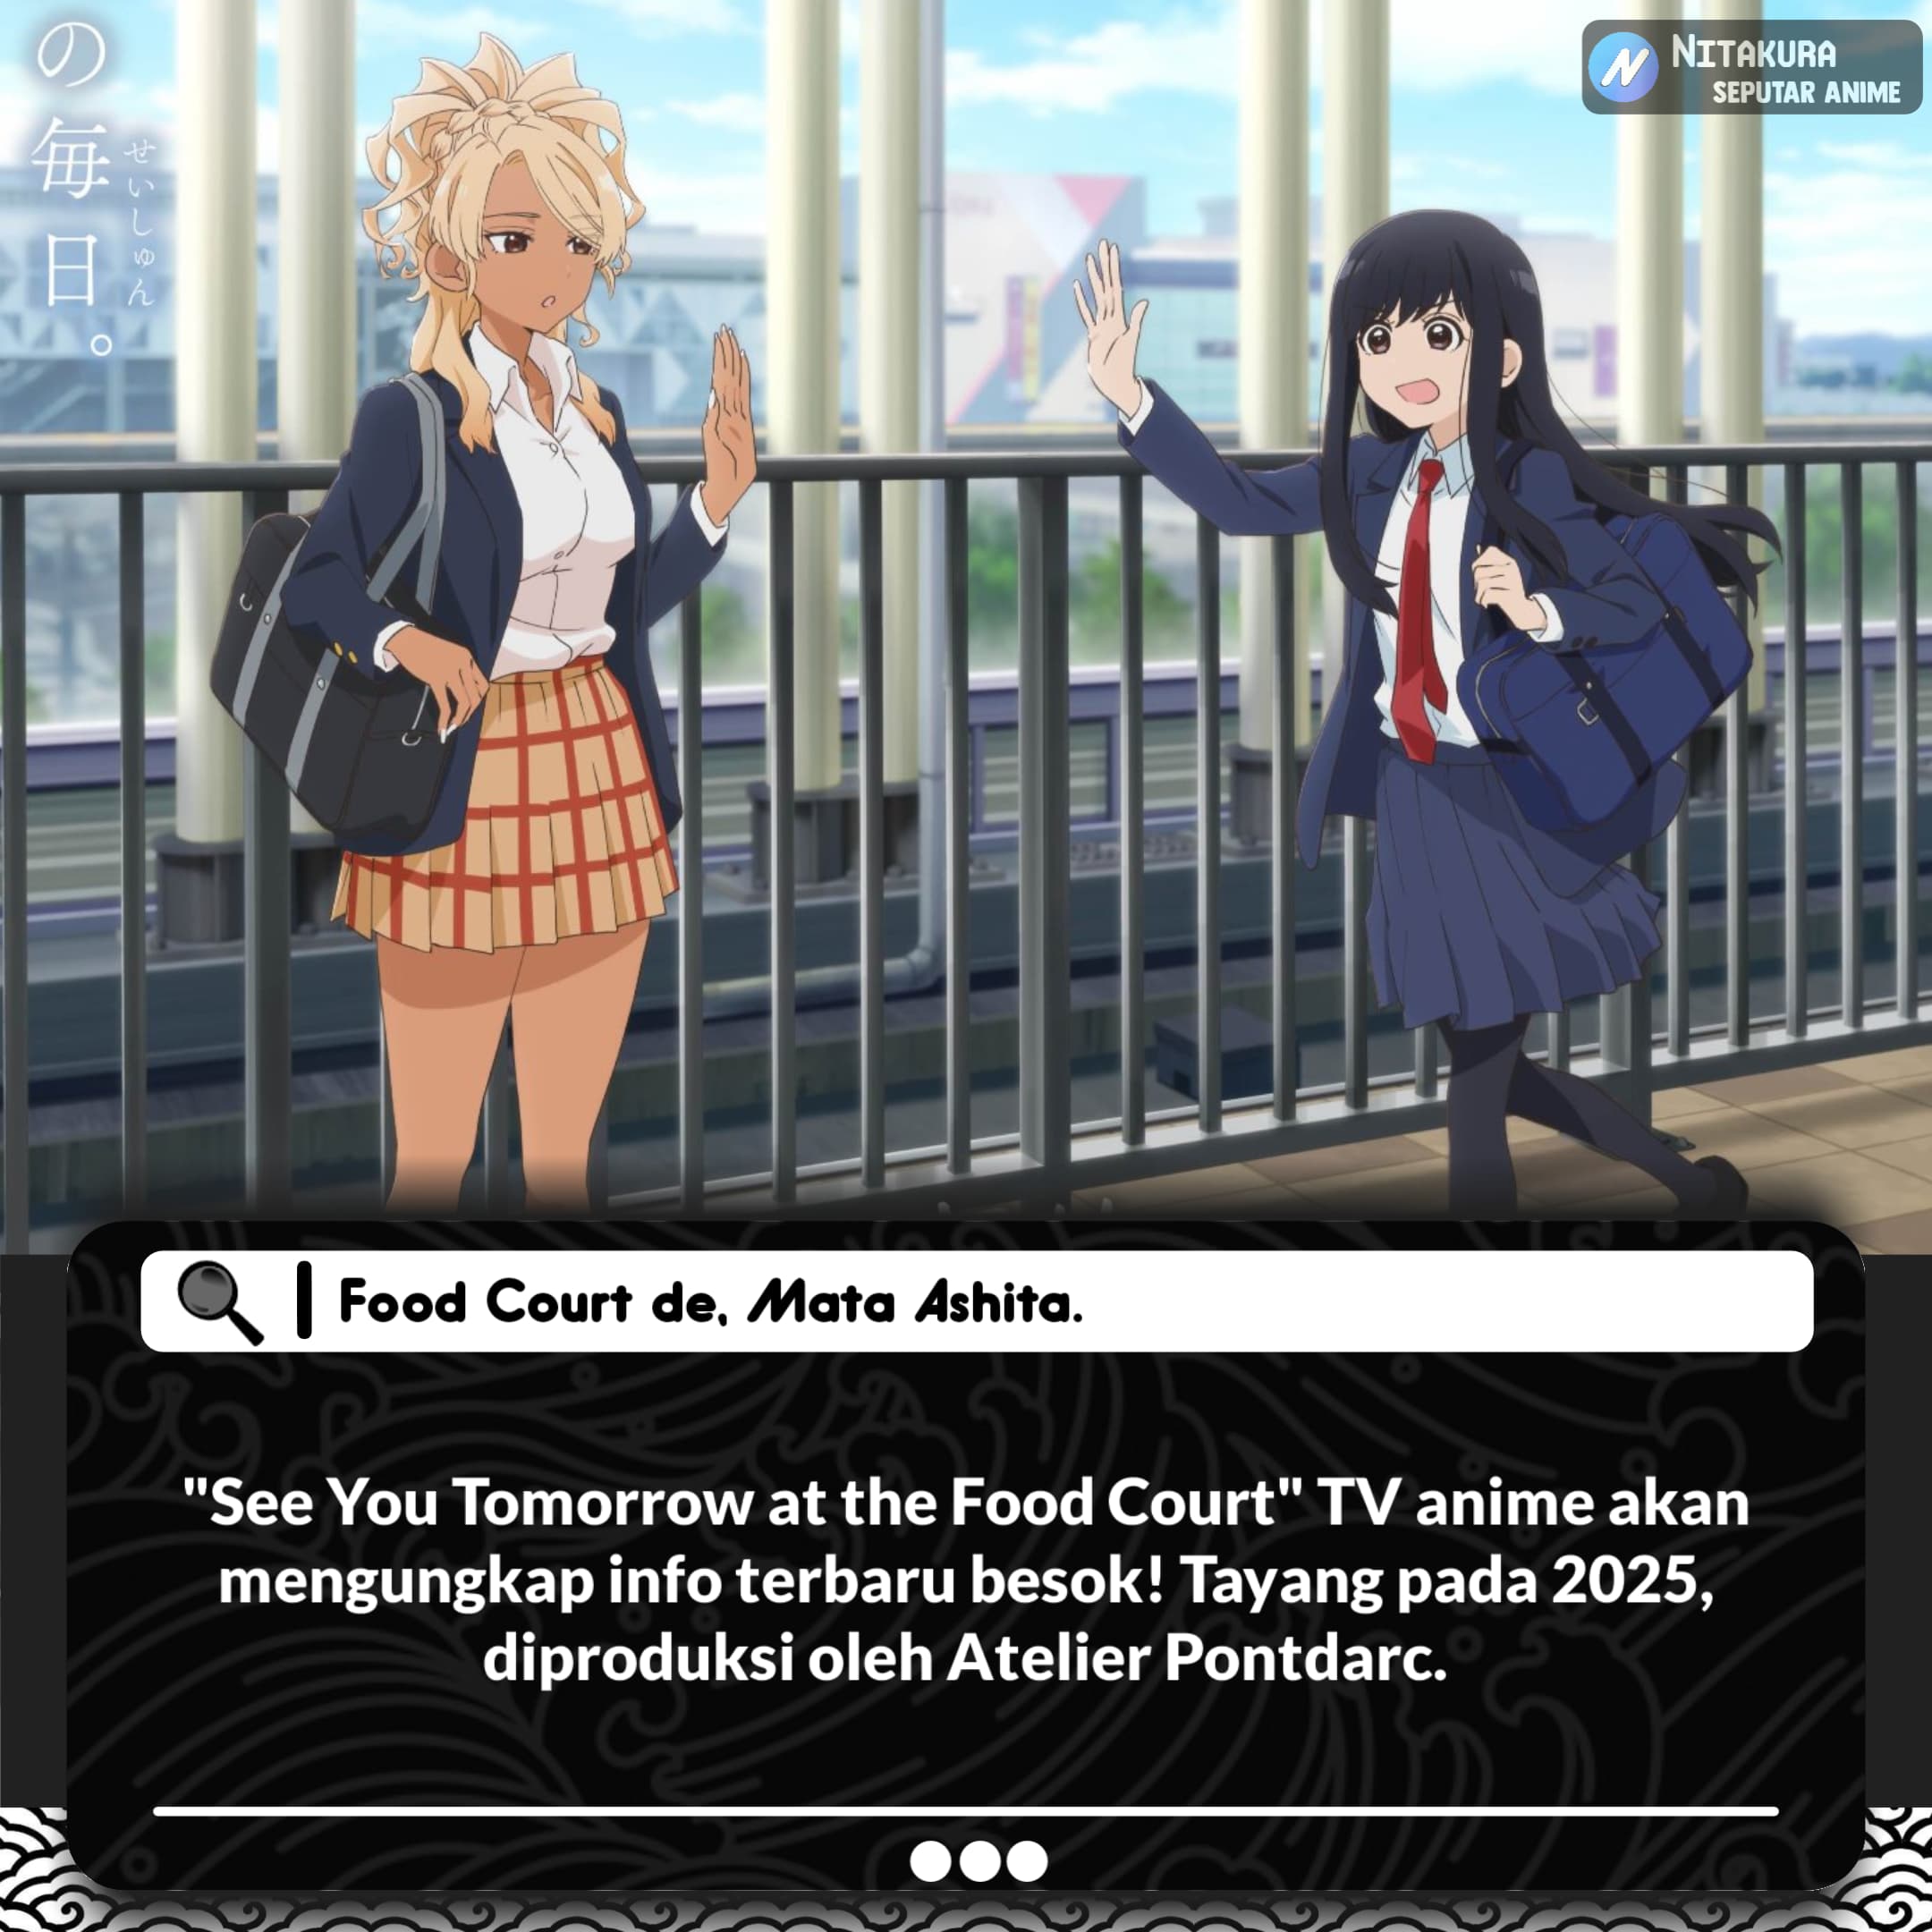 の毎日。
せいしゅん
NITAKURA
SEPUTAR ANIME
Food Court de, Mata Ashita.
"See You Tomorrow at the Food Court" TV anime akan
mengungkap info terbaru besok! Tayang pada 2025,
diproduksi oleh Atelier Pontdarc.